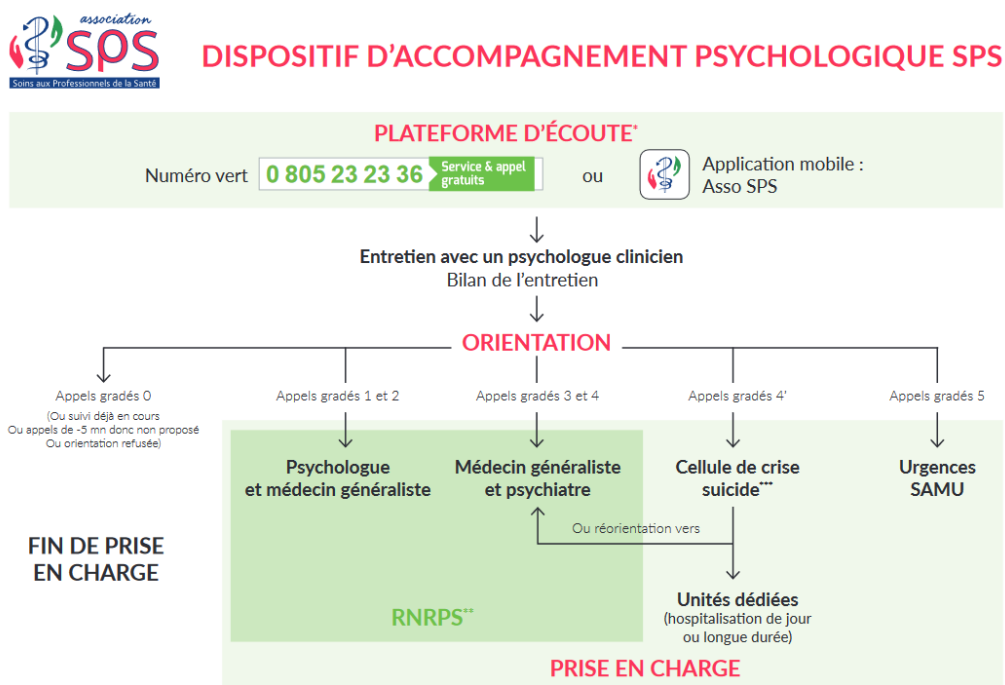 association
SPS
Soins aux Professionnels de la Santé
DISPOSITIF D'ACCOMPAGNEMENT PSYCHOLOGIQUE SPS
PLATEFORME D'ÉCOUTE*
Numéro vert
0 805 23 23 36
Service & appel
gratuits
ou
Application mobile :
Asso SPS
Entretien avec un psychologue clinicien
Bilan de l'entretien
ORIENTATION
Appels gradés 0
(Ou suivi déjà en cours
Ou appels de -5 mn donc non proposé
Ou orientation refusée)
Appels gradés 1 et 2
Appels gradés 3 et 4
Appels gradés 4'
Appels gradés 5
Psychologue
et médecin généraliste
Médecin généraliste
et psychiatre
Cellule de crise
suicide***
Urgences
SAMU
Ou réorientation vers
FIN DE PRISE
EN CHARGE
Unités dédiées
(hospitalisation de jour
ou longue durée)
RNRPS**
PRISE EN CHARGE